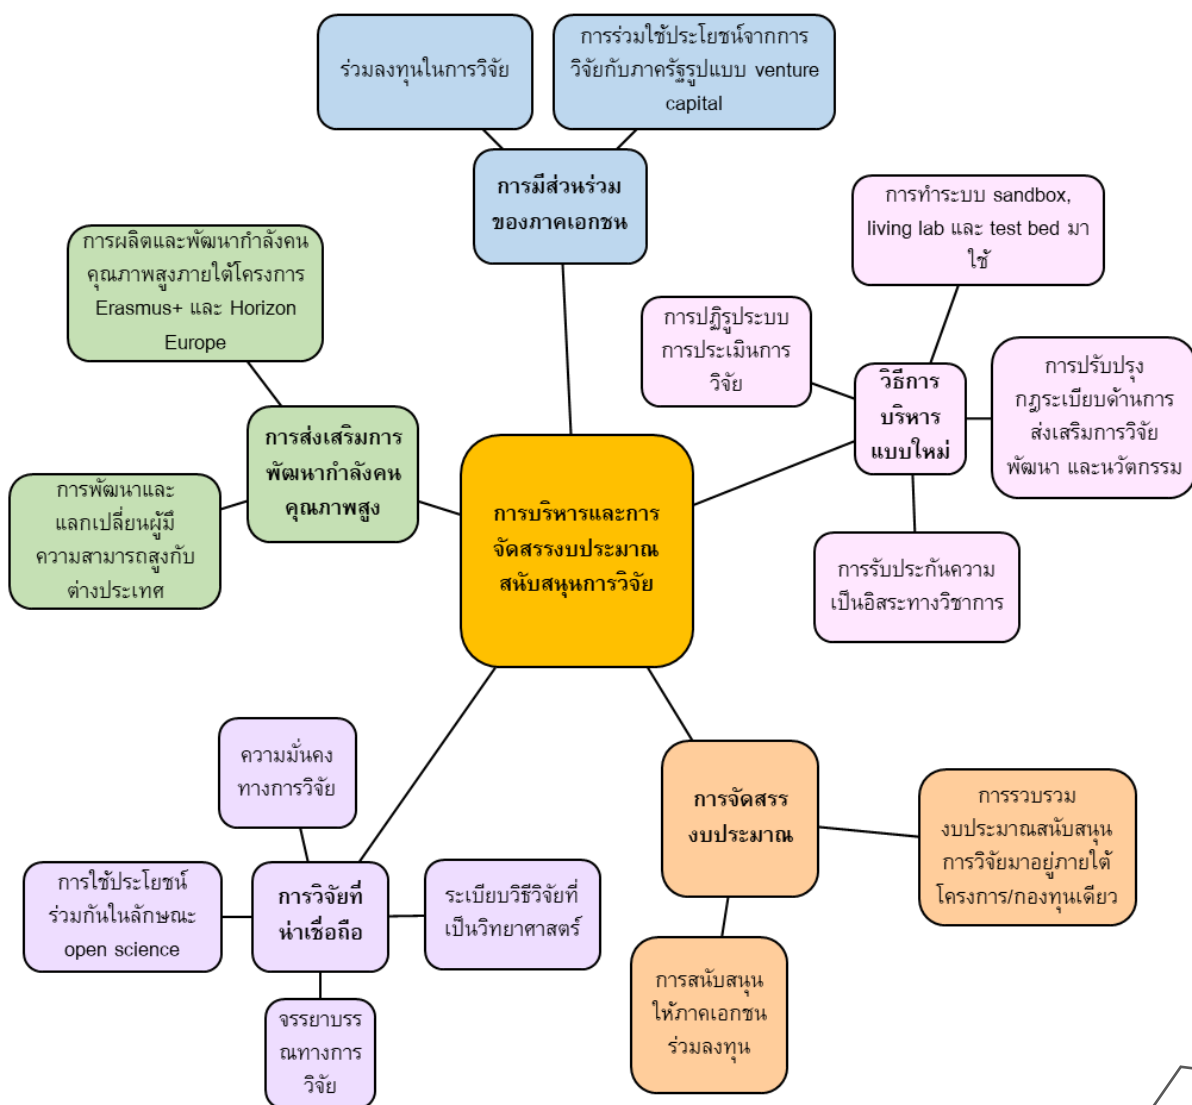 ร่วมลงทุนในการวิจัย
การร่วมใช้ประโยชน์จากการ
วิจัยกับภาครัฐรูปแบบ venture
capital
การมีส่วนร่วม
ของภาคเอกชน
การทำระบบ sandbox,
living lab และ test bed มา
ใช้
การผลิตและพัฒนากำลังคน
คุณภาพสูงภายใต้โครงการ
Erasmus+ และ Horizon
Europe
การปฏิรูประบบ
การประเมินการ
วิจัย
วิธีการ
บริหาร
แบบใหม่
การปรับปรุง
กฎระเบียบด้านการ
ส่งเสริมการวิจัย
พัฒนา และนวัตกรรม
การส่งเสริมการ
พัฒนากำลังคน
คุณภาพสูง
การพัฒนาและ
แลกเปลี่ยนผู้มี
ความสามารถสูงกับ
ต่างประเทศ
การบริหารและการ
จัดสรรงบประมาณ
สนับสนุนการวิจัย
การรับประกันความ
เป็นอิสระทางวิชาการ
ความมั่นคง
ทางการวิจัย
การจัดสรร
งบประมาณ
การรวบรวม
งบประมาณสนับสนุน
การวิจัยมาอยู่ภายใต้
โครงการ/กองทุนเดียว
การใช้ประโยชน์
ร่วมกันในลักษณะ
open science
การวิจัยที่
น่าเชื่อถือ
ระเบียบวิธีวิจัยที่
เป็นวิทยาศาสตร์
การสนับสนุน
ให้ภาคเอกชน
ร่วมลงทุน
จรรยาบรร
ณทางการ
วิจัย